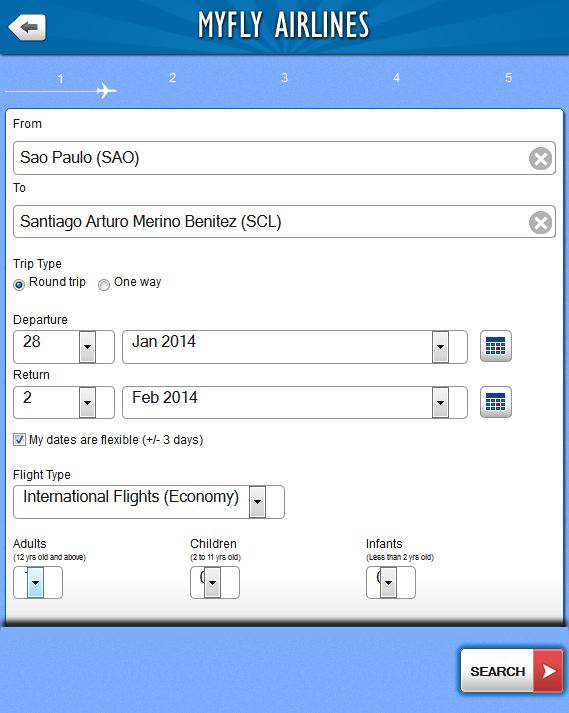 MYFLY AIRLINES
1 2 3 4 5
From
Sao Paulo (SAO)
To
Santiago Arturo Merino Benitez (SCL)
Trip Type
Round trip One way
Departure
28 Jan 2014
Return
2 Feb 2014
My dates are flexible (+/- 3 days)
Flight Type
International Flights (Economy)
Adults Children Infants
(12 yrs old and above) (2 to 11 yrs old) (Less than 2 yrs old)
SEARCH